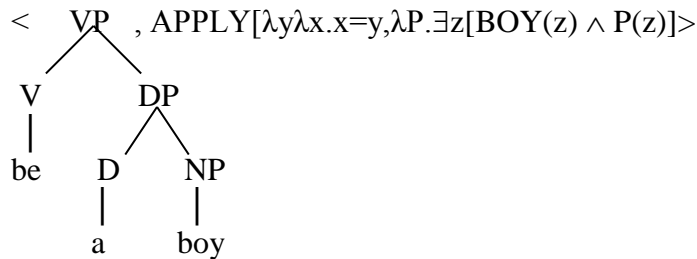 < VP , APPLY[λyλx.x=y,λP.∃z[BOY(z) ∧ P(z)]>
V DP
be D NP
a boy